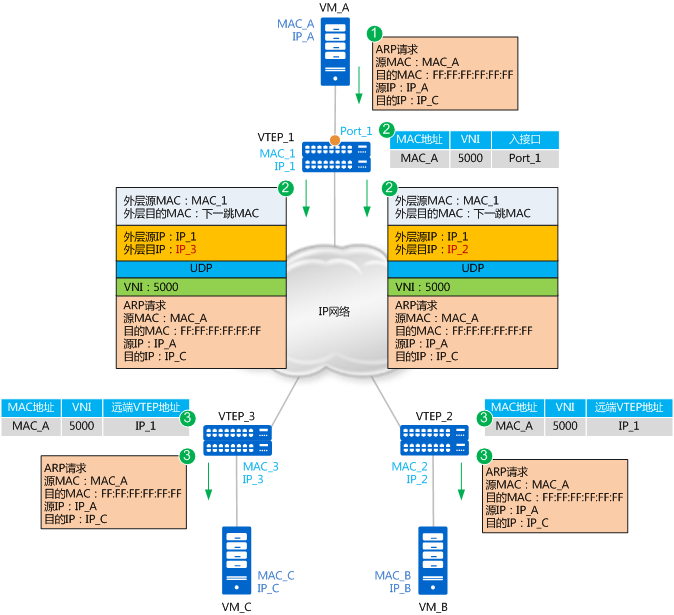 VM_A
MAC_A
IP_A
1
ARP请求
源MAC：MAC_A
目的MAC：FF:FF:FF:FF:FF:FF
源IP：IP_A
目的IP：IP_C
VTEP_1
Port_1
MAC_1
IP_1
2
MAC地址 VNI 入接口
MAC_A 5000 Port_1
2
外层源MAC：MAC_1
外层目的MAC：下一跳MAC
外层源IP：IP_1
外层目IP：IP_3
UDP
VNI：5000
ARP请求
源MAC：MAC_A
目的MAC：FF:FF:FF:FF:FF:FF
源IP：IP_A
目的IP：IP_C
2
外层源MAC：MAC_1
外层目的MAC：下一跳MAC
外层源IP：IP_1
外层目IP：IP_2
UDP
VNI：5000
ARP请求
源MAC：MAC_A
目的MAC：FF:FF:FF:FF:FF:FF
源IP：IP_A
目的IP：IP_C
IP网络
MAC地址 VNI 远端VTEP地址
MAC_A 5000 IP_1
3
VTEP_3
MAC_3
IP_3
3
ARP请求
源MAC：MAC_A
目的MAC：FF:FF:FF:FF:FF:FF
源IP：IP_A
目的IP：IP_C
MAC_C
IP_C
VM_C
VTEP_2
MAC_2
IP_2
3
MAC地址 VNI 远端VTEP地址
MAC_A 5000 IP_1
3
ARP请求
源MAC：MAC_A
目的MAC：FF:FF:FF:FF:FF:FF
源IP：IP_A
目的IP：IP_C
MAC_B
IP_B
VM_B